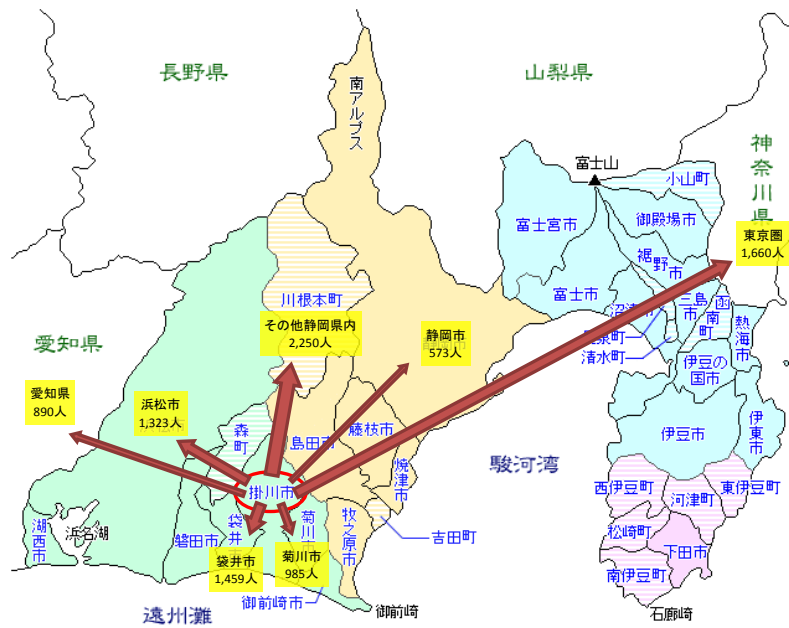 長野県
山梨県
神奈川県
南アルプス
富士山
小山町
富士宮市
御殿場市
東京圏
1,660人
裾野市
川根本町
富士市
沼津市
三島市
函南町
熱海市
その他静岡県内
2,250人
静岡市
573人
愛知県
清水町
伊豆の国市
愛知県
890人
浜松市
1,323人
森町
島田市
藤枝市
伊豆市
伊東市
焼津市
駿河湾
掛川市
西伊豆町
河津町
東伊豆町
湖西市
浜名湖
磐田市
袋井市
菊川市
牧之原市
吉田町
松崎町
下田市
袋井市
1,459人
菊川市
985人
南伊豆町
御前崎市
御前崎
遠州灘
石廊崎